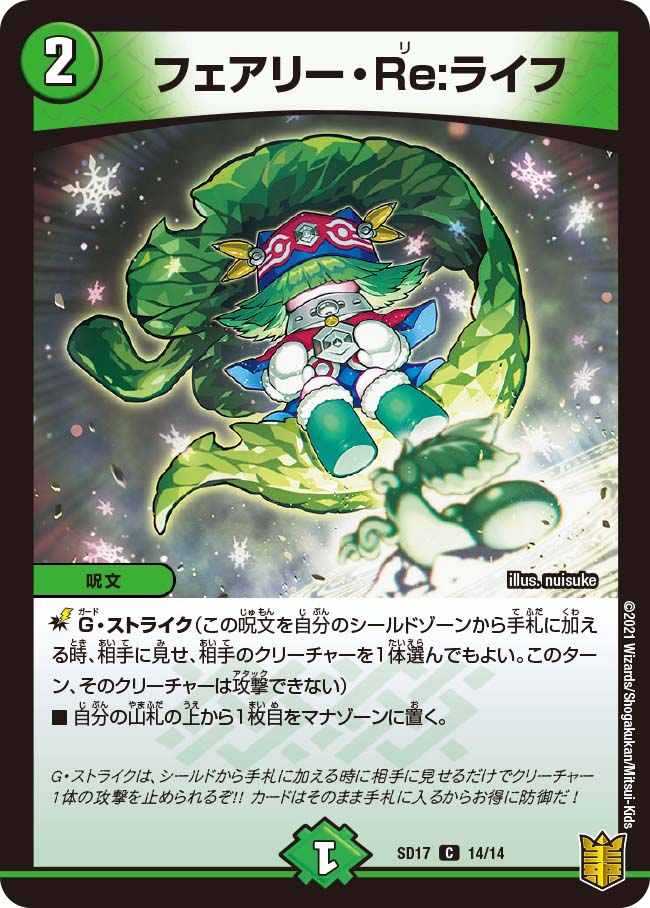 2
フェアリー・Re:ライフ
リ
呪文
illus. nuisuke
G・ストライク(この呪文を自分のシールドゾーンから手札に加え
る時、相手に見せ、相手のクリーチャーを1体選んでもよい。このター
ン、そのクリーチャーは攻撃できない)
■ 自分の山札の上から1枚目をマナゾーンに置く。
G・ストライクは、シールドから手札に加える時に相手に見せるだけでクリーチャー
1体の攻撃を止められるぞ!! カードはそのまま手札に入るからお得に防御だ!
1
SD17 C 14/14
©2021 Wizards/Shogakukan/Mitsui-Kids